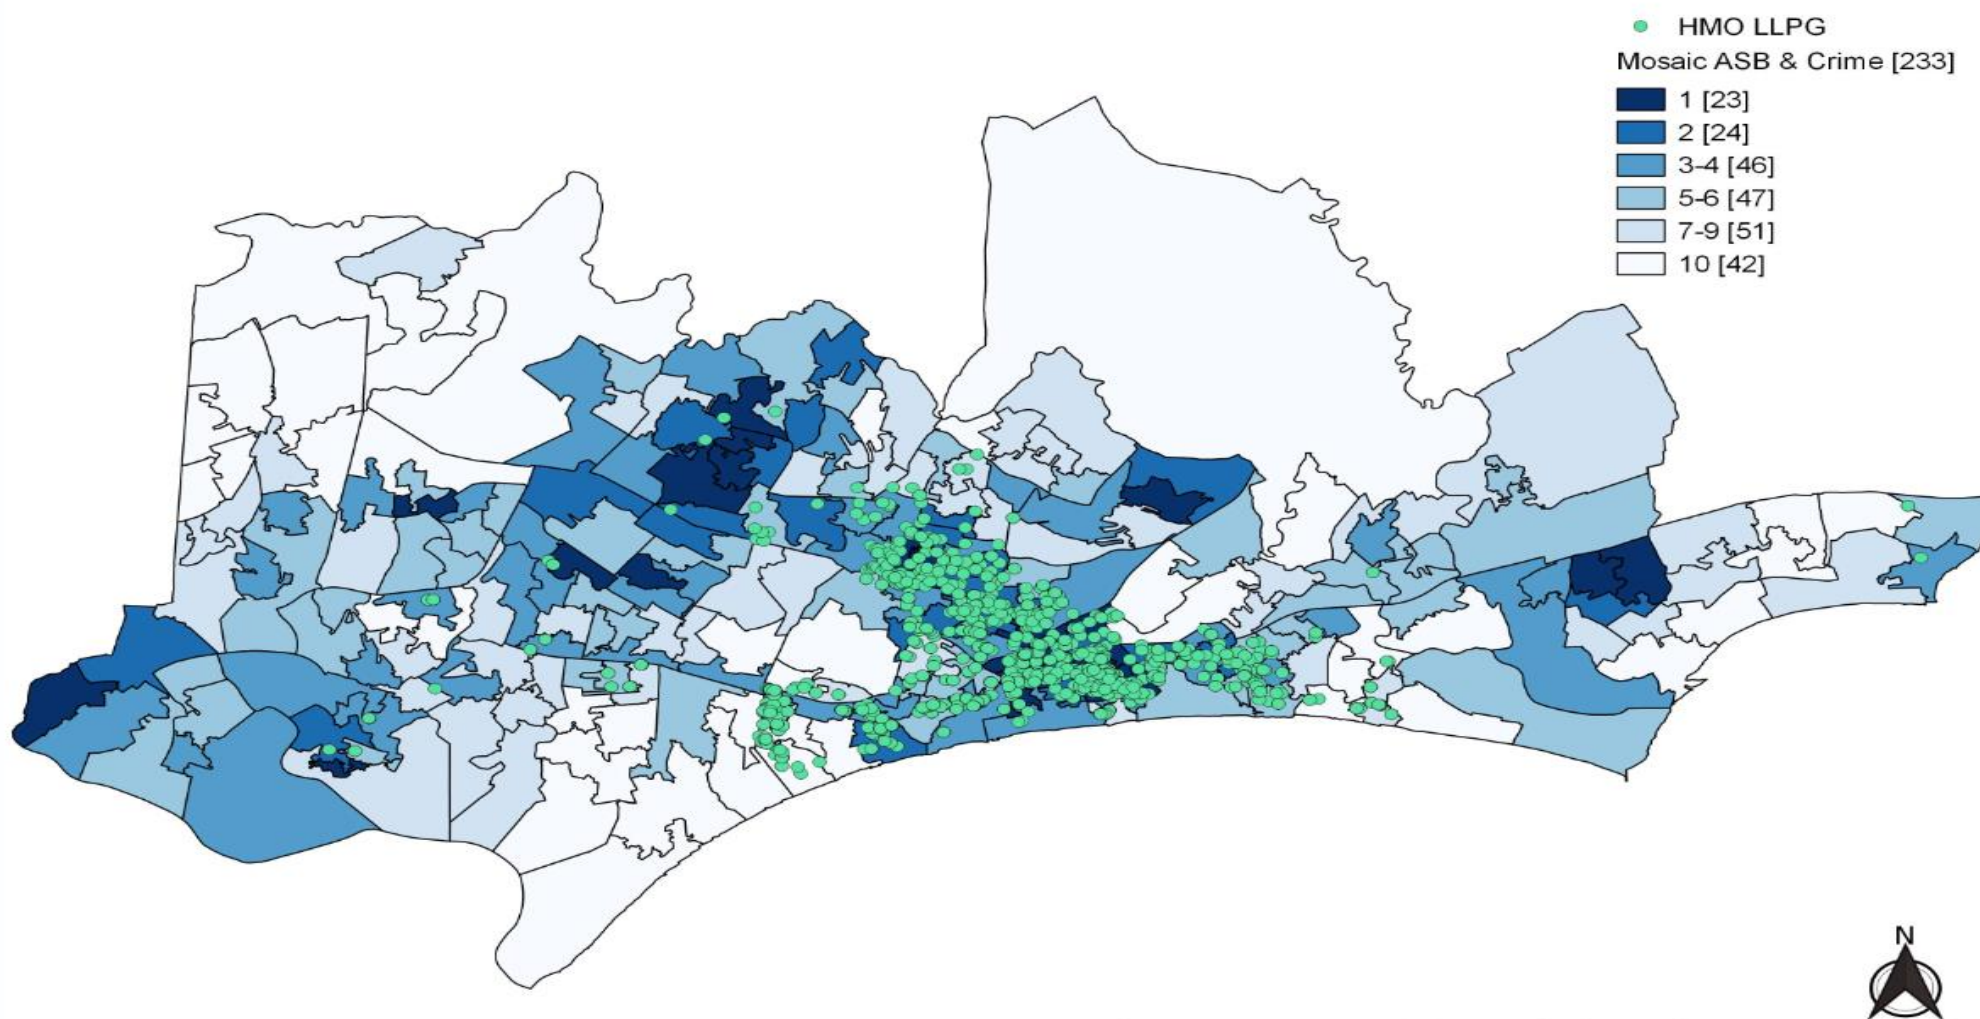 HMO LLPG
Mosaic ASB & Crime [233]
1 [23]
2 [24]
3-4 [46]
5-6 [47]
7-9 [51]
10 [42]
N